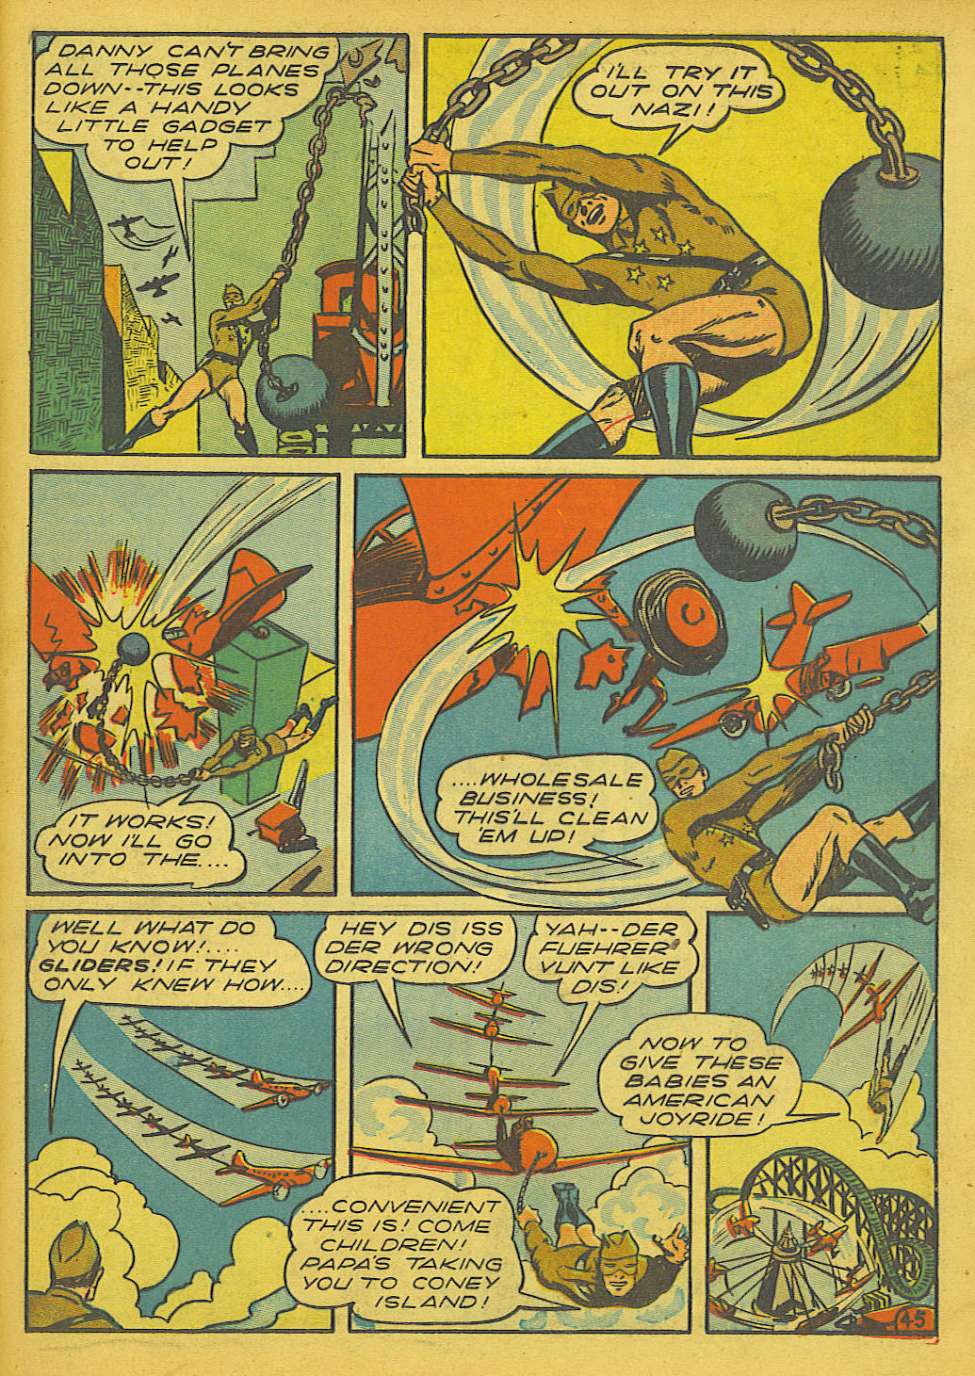 DANNY CAN'T BRING
ALL THOSE PLANES
DOWN--THIS LOOKS
LIKE A HANDY
LITTLE GADGET
TO HELP
OUT!
I'LL TRY IT
OUT ON THIS
NAZI!
IT WORKS!
NOW I'LL GO
INTO THE....
....WHOLESALE
BUSINESS!
THIS'LL CLEAN
'EM UP!
WELL WHAT DO
YOU KNOW!....
GLIDERS! IF THEY
ONLY KNEW HOW....
HEY DIS ISS
DER WRONG
DIRECTION!
YAH--DER
FUEHRER
VUNT LIKE
DIS!
....CONVENIENT
THIS IS! COME
CHILDREN!
PAPA'S TAKING
YOU TO CONEY
ISLAND!
NOW TO
GIVE THESE
BABIES AN
AMERICAN
JOYRIDE!
45